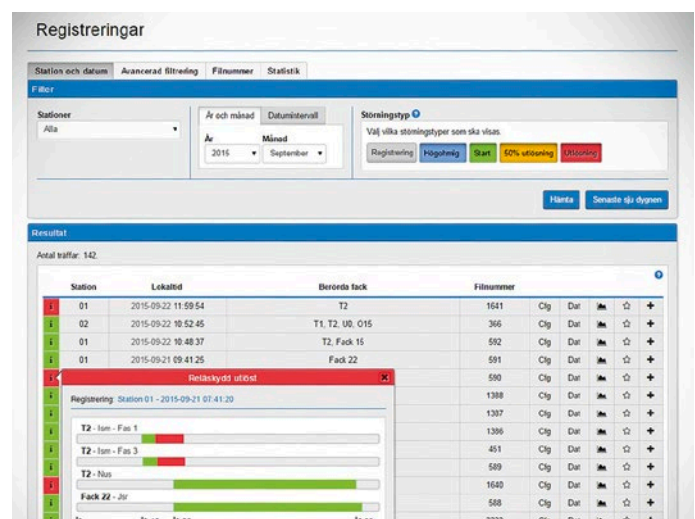 Registreringar
Station och datum Avancerad filtrering Filnummer Statistik
Filter
Stationer
Alla
År och månad Datumintervall
År Månad
2015 September
Störningstyp
Välj vilka störningstyper som ska visas.
Registrering Högohmig Start 50% utlösning Utlösning
Hämta Senaste sju dygnen
Resultat
Antal träffar: 142.
Station Lokaltid Berörda fack Filnummer
i 01 2015-09-22 11:59:54 T2 1641 Cfg Dat
i 02 2015-09-22 10:52:45 T1, T2, U0, O15 366 Cfg Dat
i 01 2015-09-22 10:48:37 T2, Fack 15 592 Cfg Dat
i 01 2015-09-21 09:41:25 Fack 22 591 Cfg Dat
i 590 Cfg Dat
Reläskydd utlöst
Registrering: Station 01 - 2015-09-21 07:41:20
T2 - Ism - Fas 1
T2 - Ism - Fas 3
T2 - Nus
Fack 22 - Jsr
i 1388 Cfg Dat
i 1387 Cfg Dat
i 1386 Cfg Dat
i 451 Cfg Dat
i 589 Cfg Dat
i 1640 Cfg Dat
i 588 Cfg Dat